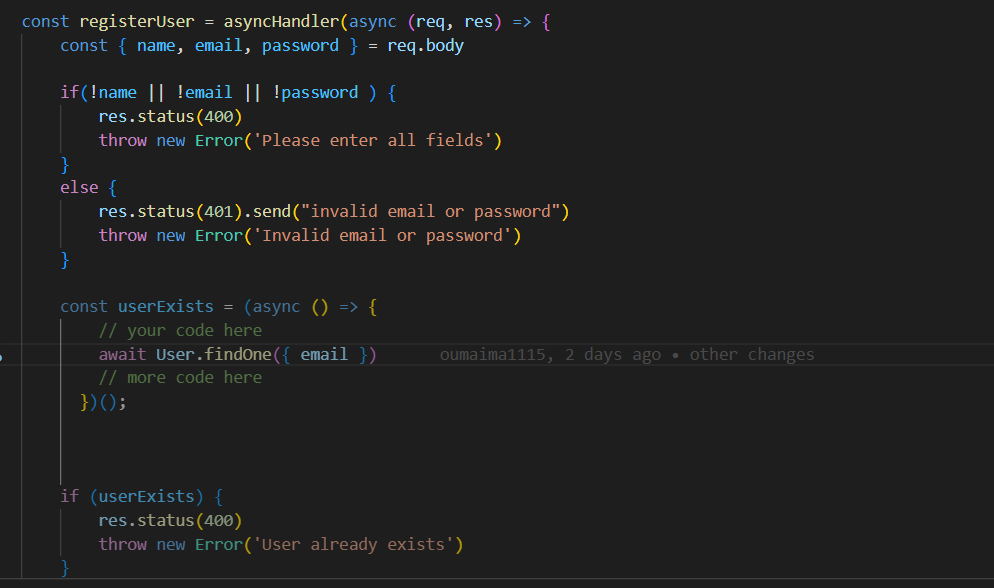 const registerUser = asyncHandler(async (req, res) => {
const { name, email, password } = req.body
if(!name || !email || !password ) {
res.status(400)
throw new Error('Please enter all fields')
}
else {
res.status(401).send("invalid email or password")
throw new Error('Invalid email or password')
}
const userExists = (async () => {
// your code here
await User.findOne({ email }) oumaima1115, 2 days ago • other changes
// more code here
})();
if (userExists) {
res.status(400)
throw new Error('User already exists')
}